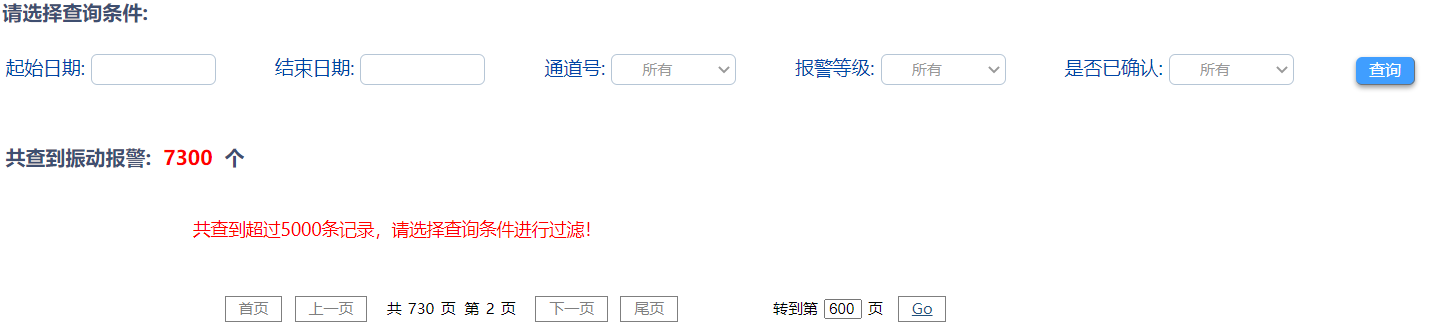 请选择查询条件:
起始日期: 结束日期: 通道号: 所有 报警等级: 所有 是否已确认: 所有 查询
共查到振动报警: 7300 个
共查到超过5000条记录，请选择查询条件进行过滤!
首页 上一页 共 730 页 第 2 页 下一页 尾页 转到第 600 页 Go